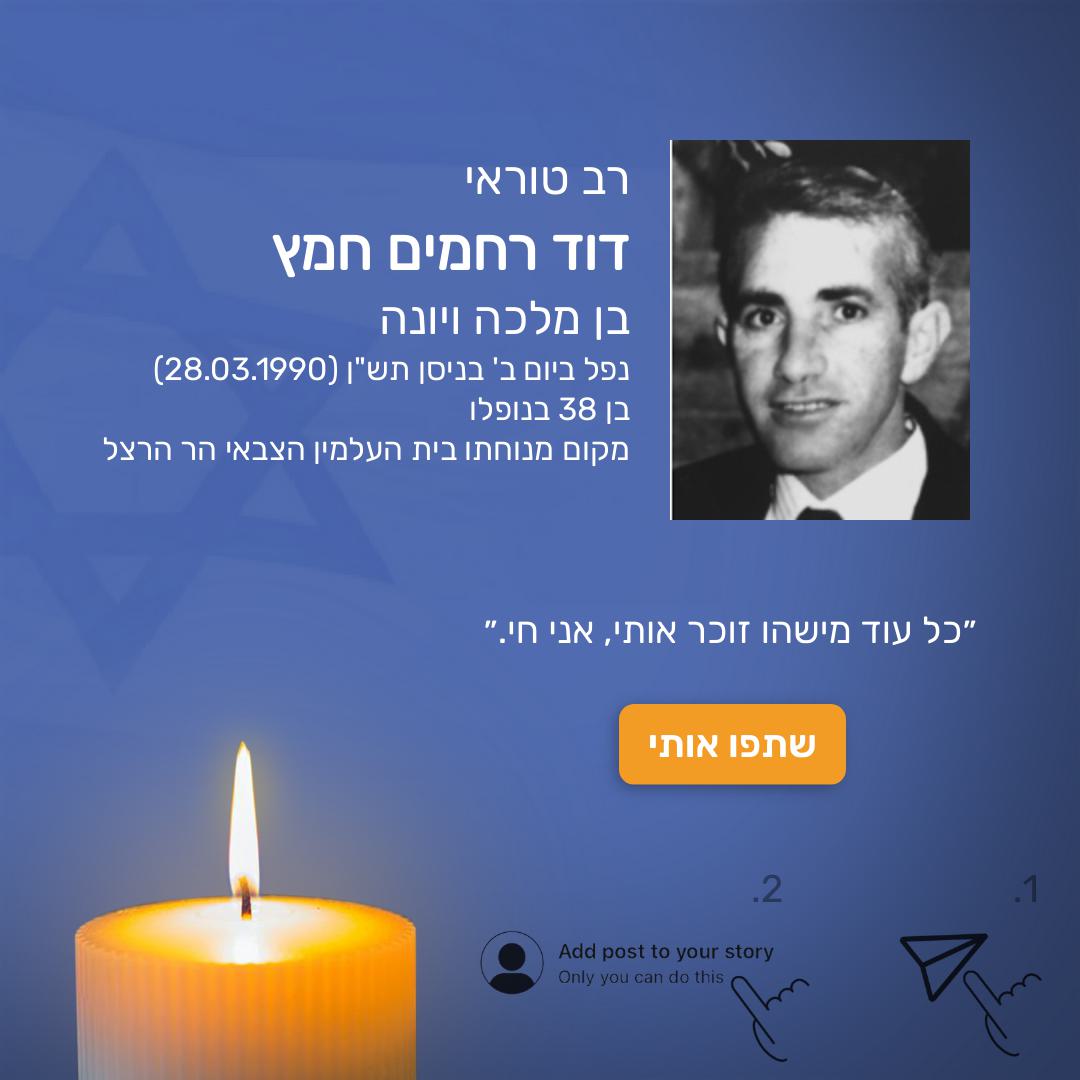 רב טוראי
דוד רחמים חמץ
בן מלכה ויונה
נפל ביום ב' בניסן תש"ן (28.03.1990)
בן 38 בנופלו
מקום מנוחתו בית העלמין הצבאי הר הרצל
״כל עוד מישהו זוכר אותי, אני חי.״
שתפו אותי
.1
.2
Add post to your story
Only you can do this